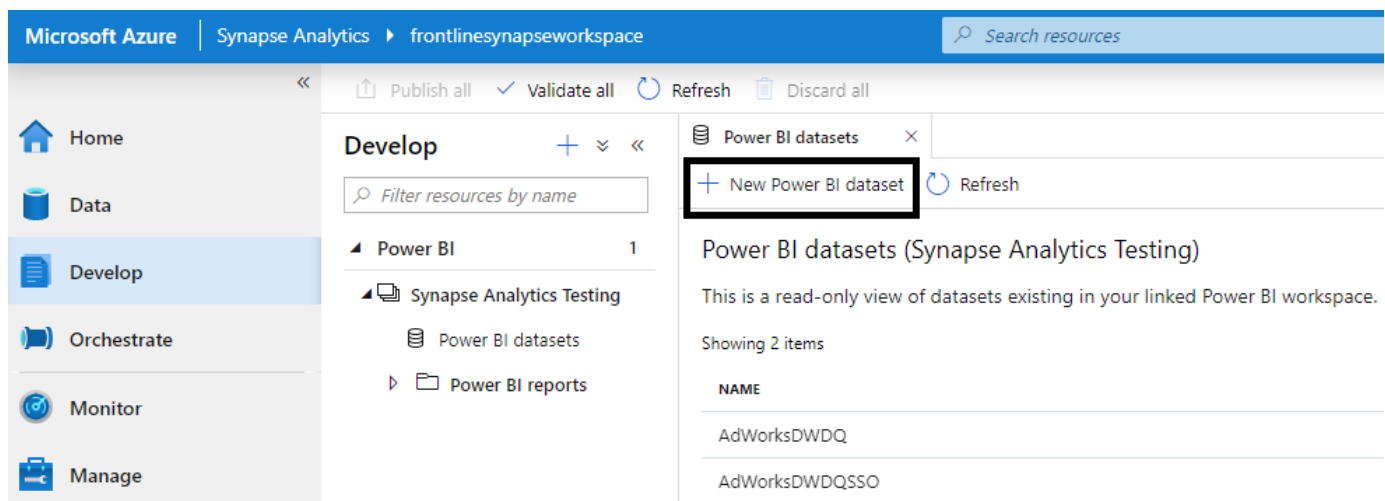 Microsoft Azure Synapse Analytics frontlinesynapseworkspace Search resources
Publish all Validate all Refresh Discard all
Home
Data
Develop
Orchestrate
Monitor
Manage
Develop
Filter resources by name
Power BI 1
Synapse Analytics Testing
Power BI datasets
Power BI reports
Power BI datasets
New Power BI dataset Refresh
Power BI datasets (Synapse Analytics Testing)
This is a read-only view of datasets existing in your linked Power BI workspace.
Showing 2 items
NAME
AdWorksDWDQ
AdWorksDWDQSSO